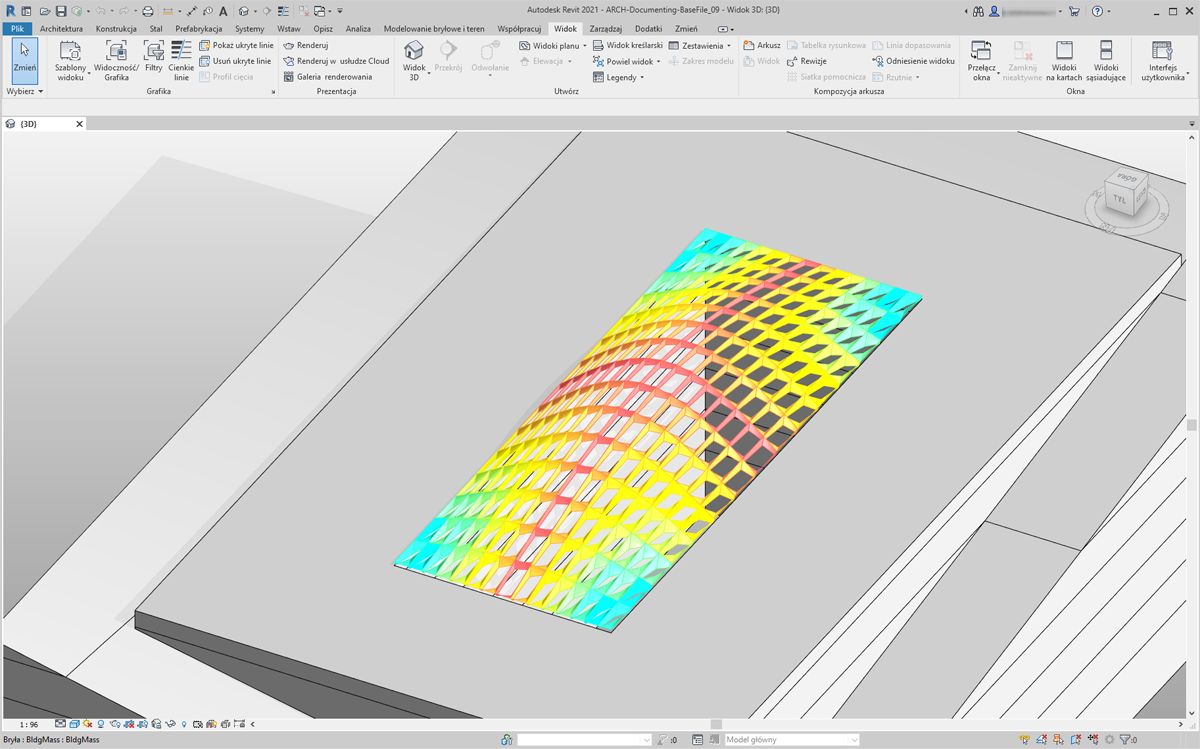 Autodesk Revit 2021 - ARCH-Documenting-BaseFile_09 - Widok 3D: {3D}
Plik Architektura Konstrukcja Stal Prefabrykacja Systemy Wstaw Opisz Analiza Modelowanie bryłowe i teren Współpracuj Widok Zarządzaj Dodatki Zmień
Zmień
Wybierz
Szablony widoku
Widoczność/ Grafika
Filtry
Cienkie linie
Pokaż ukryte linie
Usuń ukryte linie
Profil cięcia
Grafika
Renderuj
Renderuj w usłudze Cloud
Galeria renderowania
Prezentacja
Widok 3D
Przekrój
Odwołanie
Widoki planu
Elewacja
Widok kreślarski
Powiel widok
Legendy
Zestawienia
Zakres modelu
Utwórz
Arkusz
Widok
Tabelka rysunkowa
Rewizje
Siatka pomocnicza
Linia dopasowania
Odniesienie widoku
Rzutnie
Kompozycja arkusza
Przełącz okna
Zamknij nieaktywne
Widoki na kartach
Widoki sąsiadujące
Okna
Interfejs użytkownika
{3D}
GÓRA
TYŁ
1 : 96
Bryła : BldgMass : BldgMass
:0
Model główny
:0